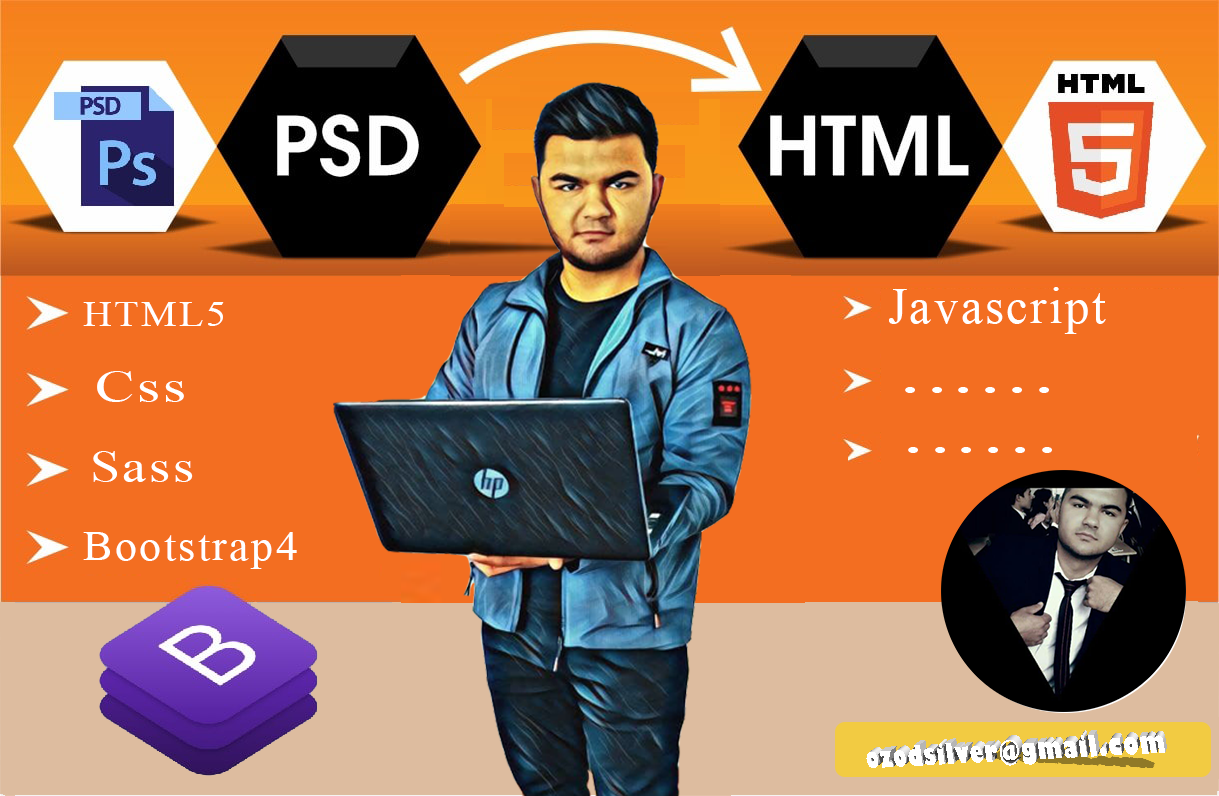 PSD
Ps
PSD
HTML
HTML
5
HTML5
Css
Sass
Bootstrap4
Javascript
. . . . . .
. . . . . .
hp
B
ozodsilver@gmail.com